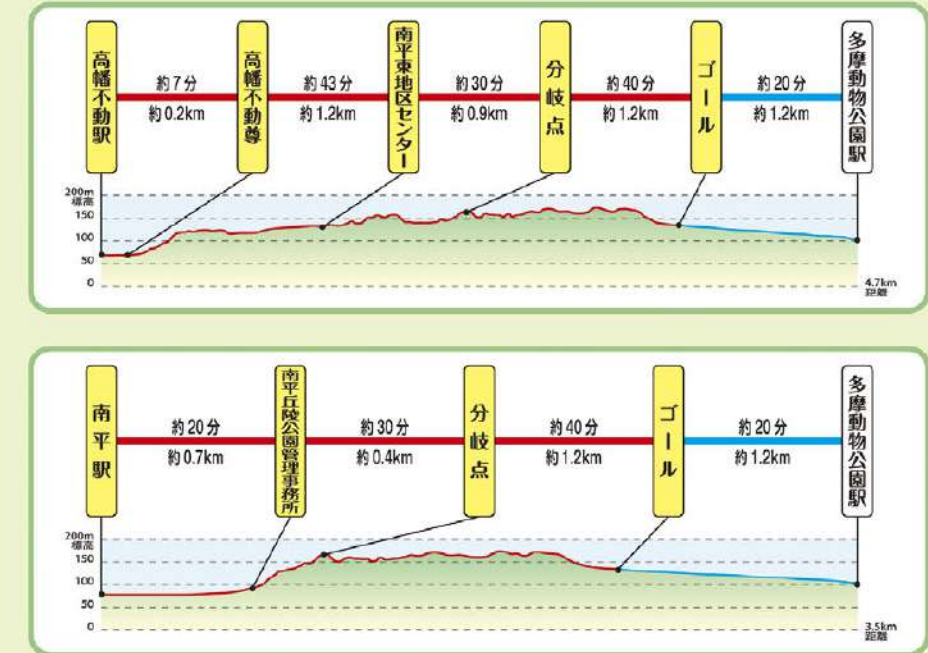 高幡不動駅
約7分
約0.2km
高幡不動尊
約43分
約1.2km
南平東地区センター
約30分
約0.9km
分岐点
約40分
約1.2km
ゴール
約20分
約1.2km
多摩動物公園駅
200m
標高
150
100
50
0
4.7km
距離
南平駅
約20分
約0.7km
南平丘陵公園管理事務所
約30分
約0.4km
分岐点
約40分
約1.2km
ゴール
約20分
約1.2km
多摩動物公園駅
200m
標高
150
100
50
0
3.5km
距離